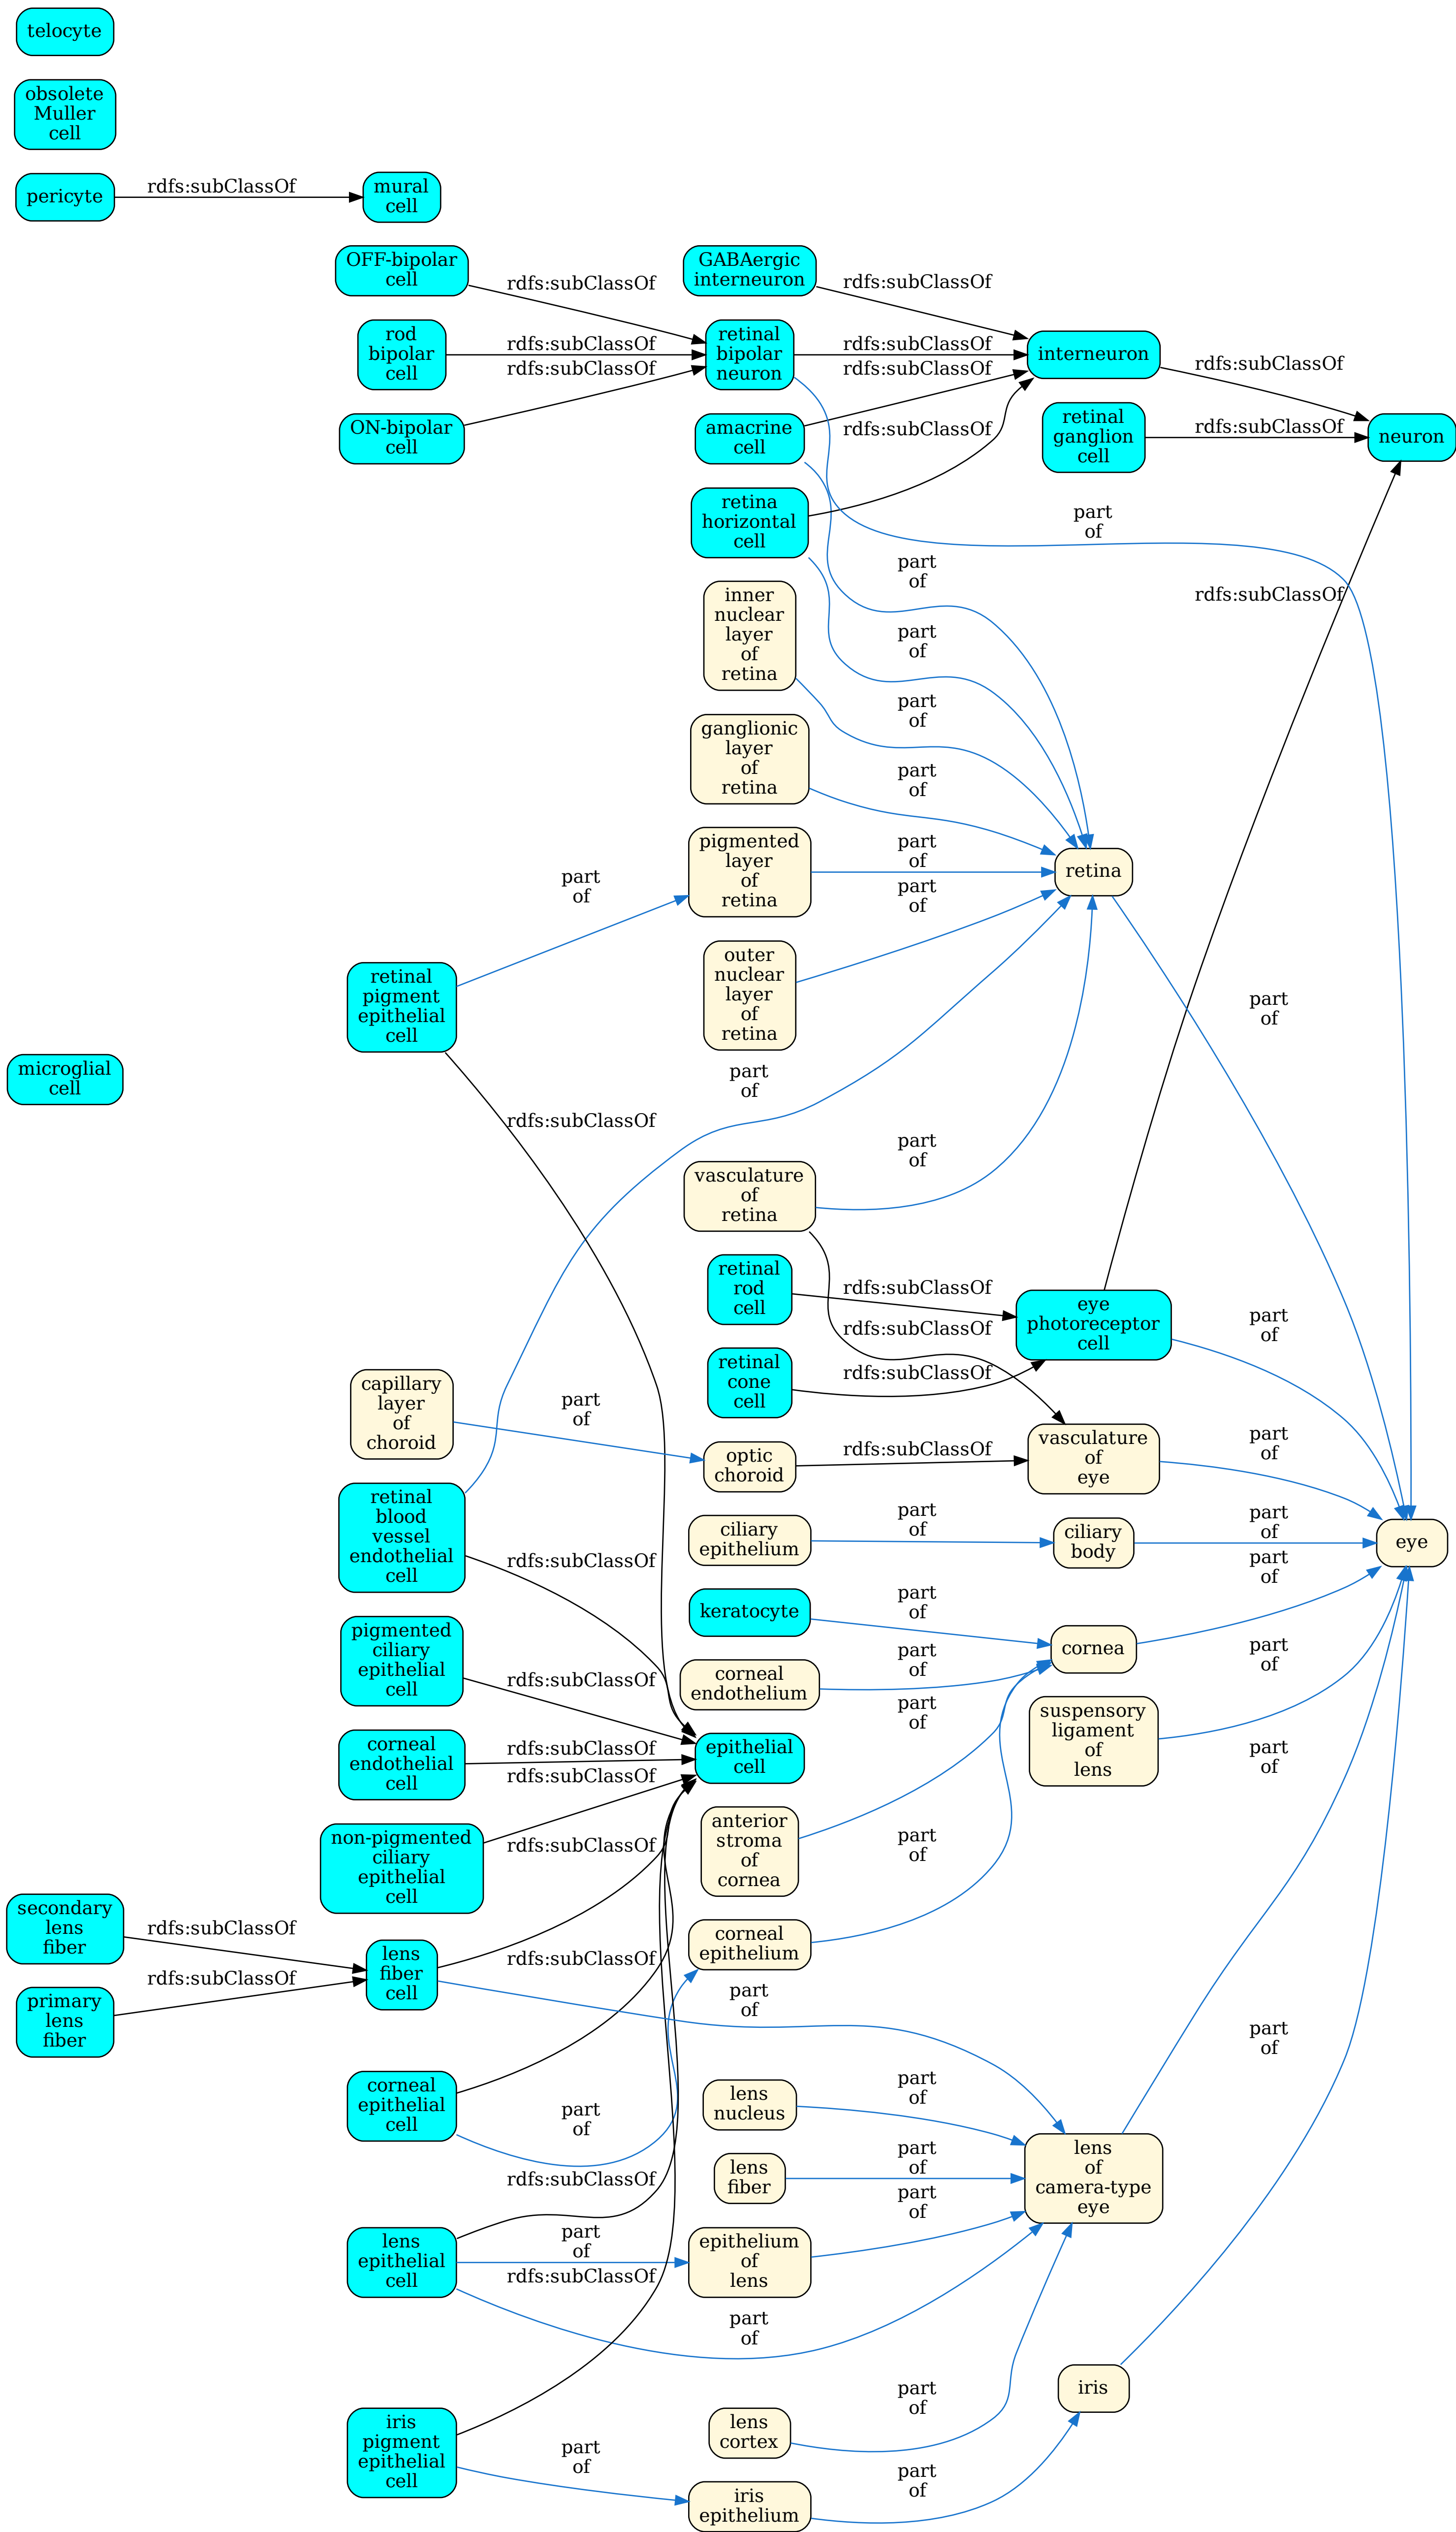 telocyte
obsolete
Muller
cell
pericyte
rdfs:subClassOf
mural
cell
OFF-bipolar
cell
rdfs:subClassOf
GABAergic
interneuron
rdfs:subClassOf
rod
bipolar
cell
rdfs:subClassOf
retinal
bipolar
neuron
rdfs:subClassOf
interneuron
rdfs:subClassOf
ON-bipolar
cell
rdfs:subClassOf
amacrine
cell
rdfs:subClassOf
rdfs:subClassOf
retinal
ganglion
cell
rdfs:subClassOf
neuron
retina
horizontal
cell
part
of
part
of
rdfs:subClassOf
inner
nuclear
layer
of
retina
part
of
part
of
ganglionic
layer
of
retina
part
of
pigmented
layer
of
retina
part
of
part
of
retina
part
of
outer
nuclear
layer
of
retina
retinal
pigment
epithelial
cell
part
of
microglial
cell
part
of
rdfs:subClassOf
part
of
vasculature
of
retina
retinal
rod
cell
rdfs:subClassOf
eye
photoreceptor
cell
part
of
rdfs:subClassOf
retinal
cone
cell
rdfs:subClassOf
capillary
layer
of
choroid
part
of
optic
choroid
rdfs:subClassOf
vasculature
of
eye
part
of
retinal
blood
vessel
endothelial
cell
rdfs:subClassOf
ciliary
epithelium
part
of
ciliary
body
part
of
eye
part
of
keratocyte
part
of
cornea
part
of
pigmented
ciliary
epithelial
cell
rdfs:subClassOf
corneal
endothelium
part
of
part
of
suspensory
ligament
of
lens
part
of
corneal
endothelial
cell
rdfs:subClassOf
epithelial
cell
rdfs:subClassOf
non-pigmented
ciliary
epithelial
cell
rdfs:subClassOf
anterior
stroma
of
cornea
part
of
secondary
lens
fiber
rdfs:subClassOf
corneal
epithelium
lens
fiber
cell
rdfs:subClassOf
primary
lens
fiber
rdfs:subClassOf
part
of
part
of
corneal
epithelial
cell
part
of
lens
nucleus
part
of
lens
fiber
part
of
lens
of
camera-type
eye
rdfs:subClassOf
part
of
lens
epithelial
cell
part
of
epithelium
of
lens
rdfs:subClassOf
part
of
iris
part
of
iris
pigment
epithelial
cell
part
of
lens
cortex
part
of
iris
epithelium